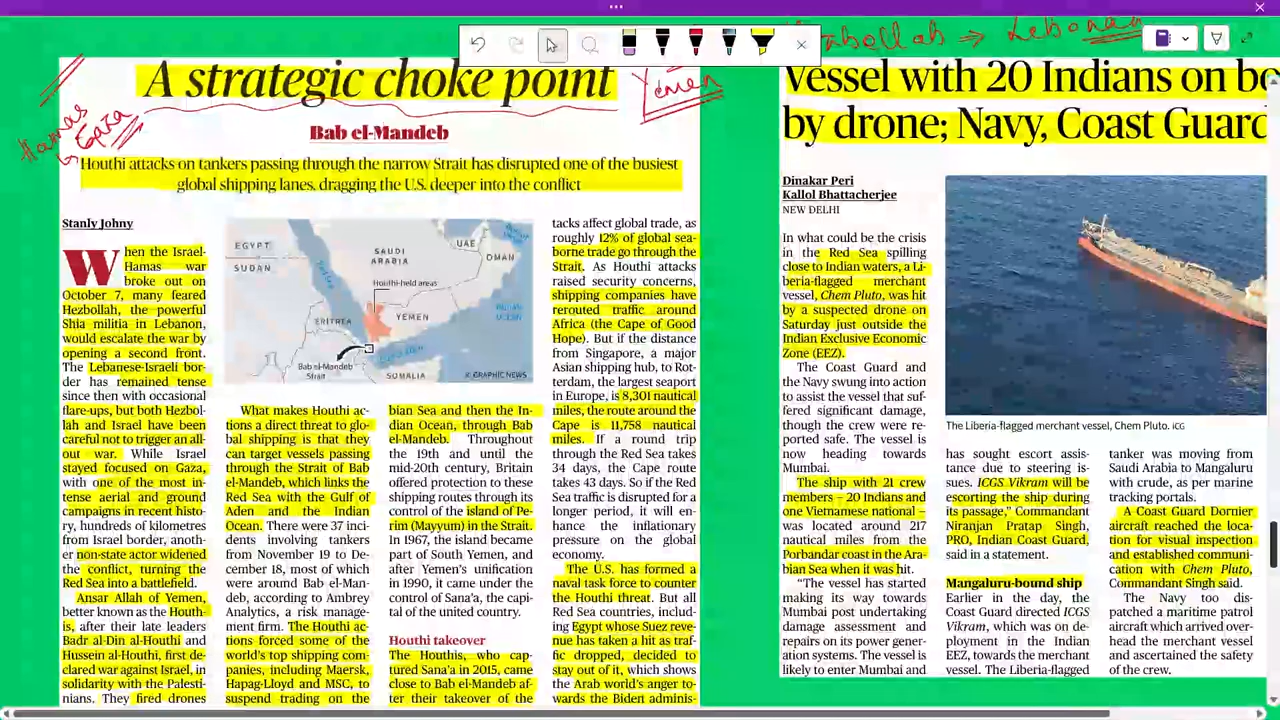 Hezbollah ⇒ Lebonan
A strategic choke point
Yemen
Hamas
↳ Gaza
Bab el-Mandeb
Houthi attacks on tankers passing through the narrow Strait has disrupted one of the busiest
global shipping lanes, dragging the U.S. deeper into the conflict
Stanly Johny
When the Israel-
Hamas war
broke out on
October 7, many feared
Hezbollah, the powerful
Shia militia in Lebanon,
would escalate the war by
opening a second front.
The Lebanese-Israeli bor-
der has remained tense
since then with occasional
flare-ups, but both Hezbol-
lah and Israel have been
careful not to trigger an all-
out war. While Israel
stayed focused on Gaza,
with one of the most in-
tense aerial and ground
campaigns in recent histo-
ry, hundreds of kilometres
from Israel border, anoth-
er non-state actor widened
the conflict, turning the
Red Sea into a battlefield.
Ansar Allah of Yemen,
better known as the Houth-
is, after their late leaders
Badr al-Din al-Houthi and
Hussein al-Houthi, first de-
clared war against Israel, in
solidarity with the Palesti-
nians. They fired drones
EGYPT
SUDAN
SAUDI
ARABIA
UAE
OMAN
Houthi-held areas
ERITREA
YEMEN
Bab el-Mandeb
Strait
SOMALIA
© GRAPHIC NEWS
What makes Houthi ac-
tions a direct threat to glo-
bal shipping is that they
can target vessels passing
through the Strait of Bab
el-Mandeb, which links the
Red Sea with the Gulf of
Aden and the Indian
Ocean. There were 37 inci-
dents involving tankers
from November 19 to De-
cember 18, most of which
were around Bab el-Man-
deb, according to Ambrey
Analytics, a risk manage-
ment firm. The Houthi ac-
tions forced some of the
world's top shipping com-
panies, including Maersk,
Hapag-Lloyd and MSC, to
suspend trading on the
bian Sea and then the In-
dian Ocean, through Bab
el-Mandeb. Throughout
the 19th and until the
mid-20th century, Britain
offered protection to these
shipping routes through its
control of the island of Pe-
rim (Mayyum) in the Strait.
In 1967, the island became
part of South Yemen, and
after Yemen's unification
in 1990, it came under the
control of Sana'a, the capi-
tal of the united country.
Houthi takeover
The Houthis, who cap-
tured Sana'a in 2015, came
close to Bab el-Mandeb af-
ter their takeover of the
tacks affect global trade, as
roughly 12% of global sea-
borne trade go through the
Strait. As Houthi attacks
raised security concerns,
shipping companies have
rerouted traffic around
Africa (the Cape of Good
Hope). But if the distance
from Singapore, a major
Asian shipping hub, to Rot-
terdam, the largest seaport
in Europe, is 8,301 nautical
miles, the route around the
Cape is 11,758 nautical
miles. If a round trip
through the Red Sea takes
34 days, the Cape route
takes 43 days. So if the Red
Sea traffic is disrupted for a
longer period, it will en-
hance the inflationary
pressure on the global
economy.
The U.S. has formed a
naval task force to counter
the Houthi threat. But all
Red Sea countries, includ-
ing Egypt whose Suez reve-
nue has taken a hit as traf-
fic dropped, decided to
stay out of it, which shows
the Arab world's anger to-
wards the Biden adminis-
Vessel with 20 Indians on bo
by drone; Navy, Coast Guard
Dinakar Peri
Kallol Bhattacherjee
NEW DELHI
In what could be the crisis
in the Red Sea spilling
close to Indian waters, a Li-
beria-flagged merchant
vessel, Chem Pluto, was hit
by a suspected drone on
Saturday just outside the
Indian Exclusive Economic
Zone (EEZ).
The Coast Guard and
the Navy swung into action
to assist the vessel that suf-
fered significant damage,
though the crew were re-
ported safe. The vessel is
now heading towards
Mumbai.
The ship with 21 crew
members – 20 Indians and
one Vietnamese national –
was located around 217
nautical miles from the
Porbandar coast in the Ara-
bian Sea when it was hit.
"The vessel has started
making its way towards
Mumbai post undertaking
damage assessment and
repairs on its power gener-
ation systems. The vessel is
likely to enter Mumbai and
The Liberia-flagged merchant vessel, Chem Pluto. ICG
has sought escort assis-
tance due to steering is-
sues. ICGS Vikram will be
escorting the ship during
its passage," Commandant
Niranjan Pratap Singh,
PRO, Indian Coast Guard,
said in a statement.
Mangaluru-bound ship
Earlier in the day, the
Coast Guard directed ICGS
Vikram, which was on de-
ployment in the Indian
EEZ, towards the merchant
vessel. The Liberia-flagged
tanker was moving from
Saudi Arabia to Mangaluru
with crude, as per marine
tracking portals.
A Coast Guard Dornier
aircraft reached the loca-
tion for visual inspection
and established communi-
cation with Chem Pluto,
Commandant Singh said.
The Navy too dis-
patched a maritime patrol
aircraft which arrived over-
head the merchant vessel
and ascertained the safety
of the crew.